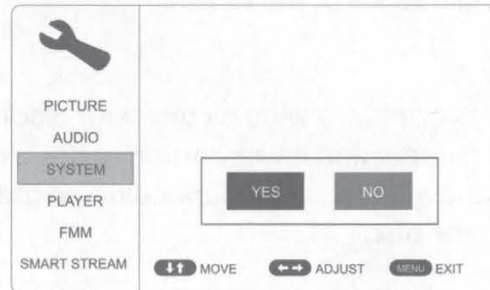 PICTURE
AUDIO
SYSTEM
PLAYER
FMM
SMART STREAM
YES NO
MOVE ADJUST MENU EXIT